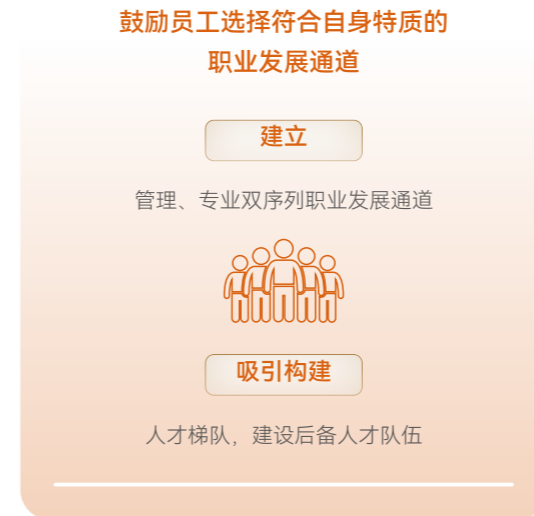 鼓励员工选择符合自身特质的
职业发展通道
建立
管理、专业双序列职业发展通道
吸引构建
人才梯队，建设后备人才队伍